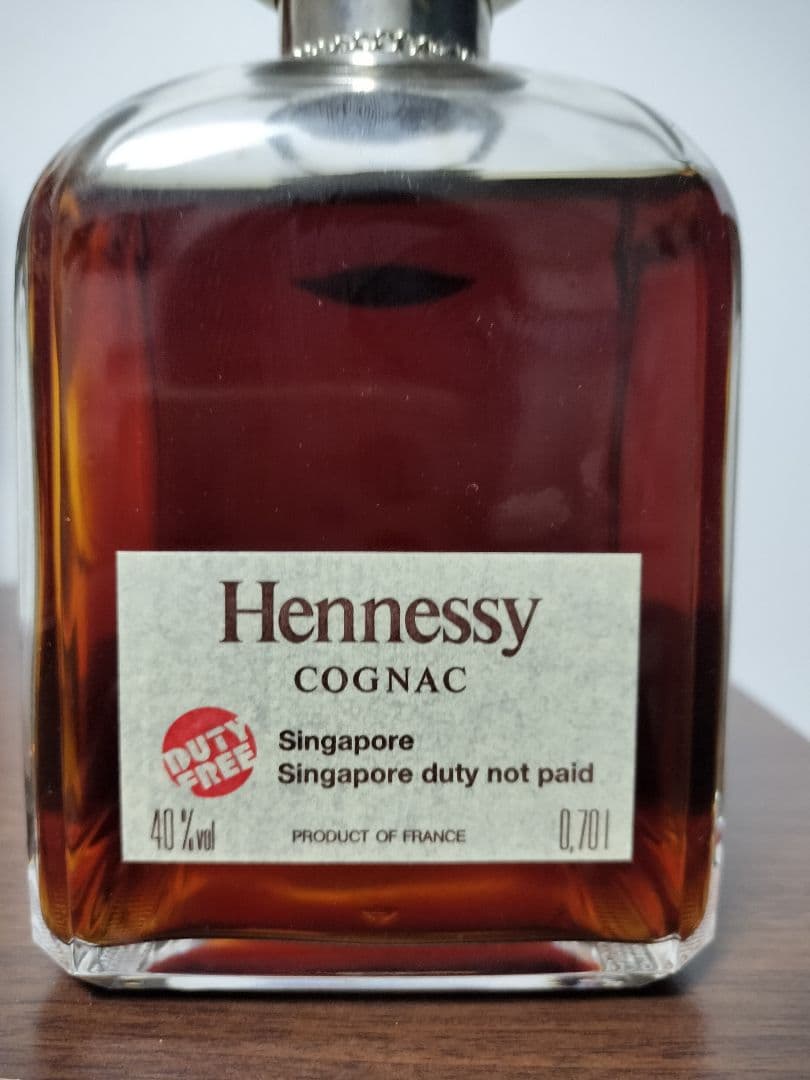 Hennessy
COGNAC
DUTY
FREE
Singapore
Singapore duty not paid
40%vol
PRODUCT OF FRANCE
0,70l